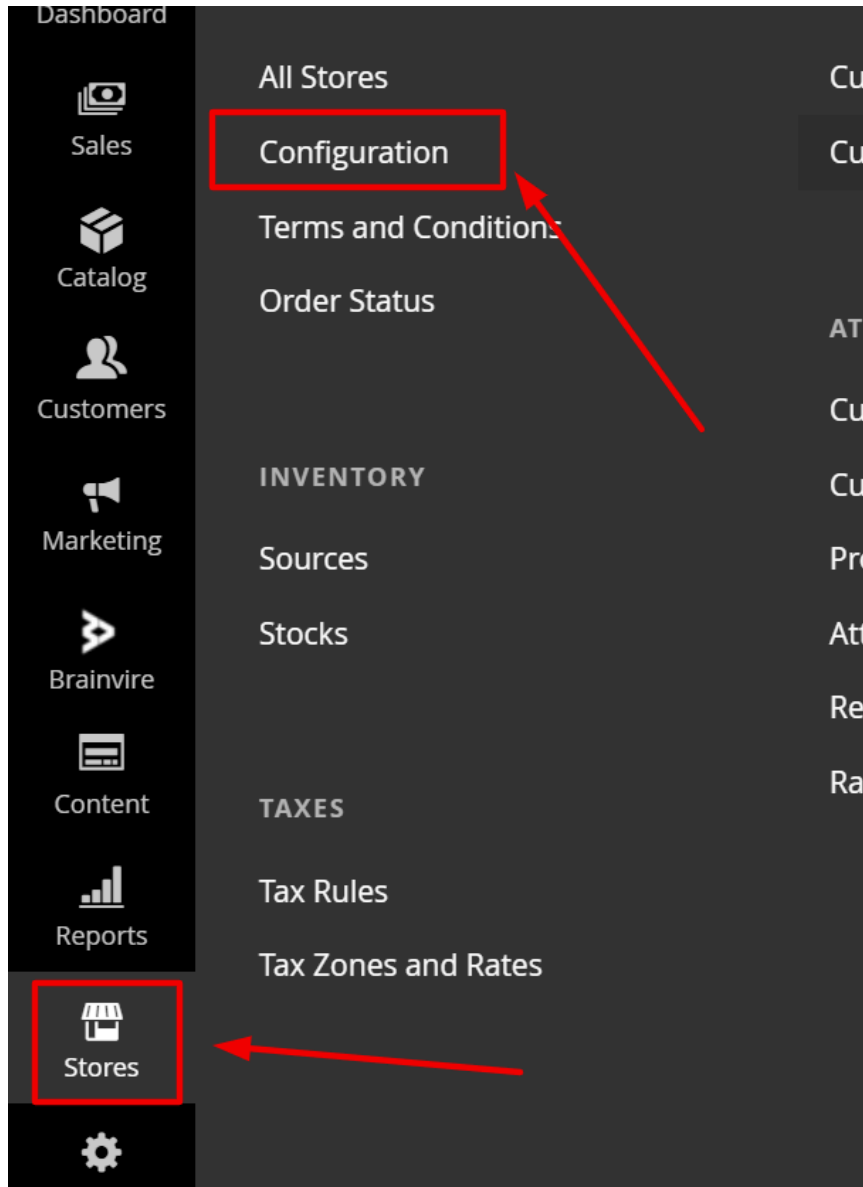 Dashboard
Sales
Catalog
Customers
Marketing
Brainvire
Content
Reports
Stores
All Stores
Configuration
Terms and Conditions
Order Status
INVENTORY
Sources
Stocks
TAXES
Tax Rules
Tax Zones and Rates